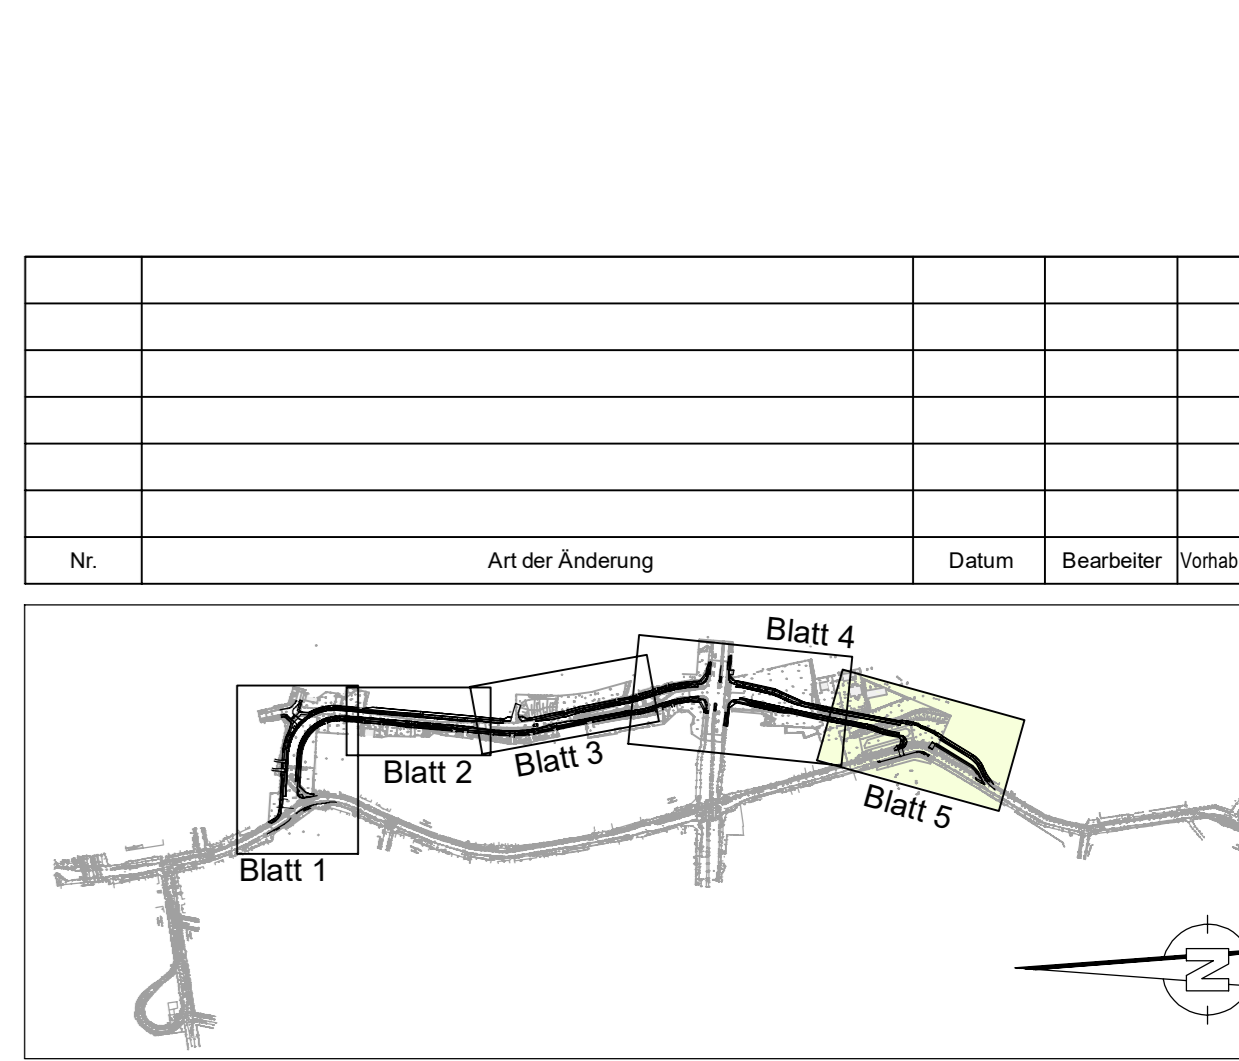 Nr. Art der Änderung Datum Bearbeiter Vorhab
Blatt 4
Blatt 3
Blatt 2
Blatt 5
Blatt 1
N